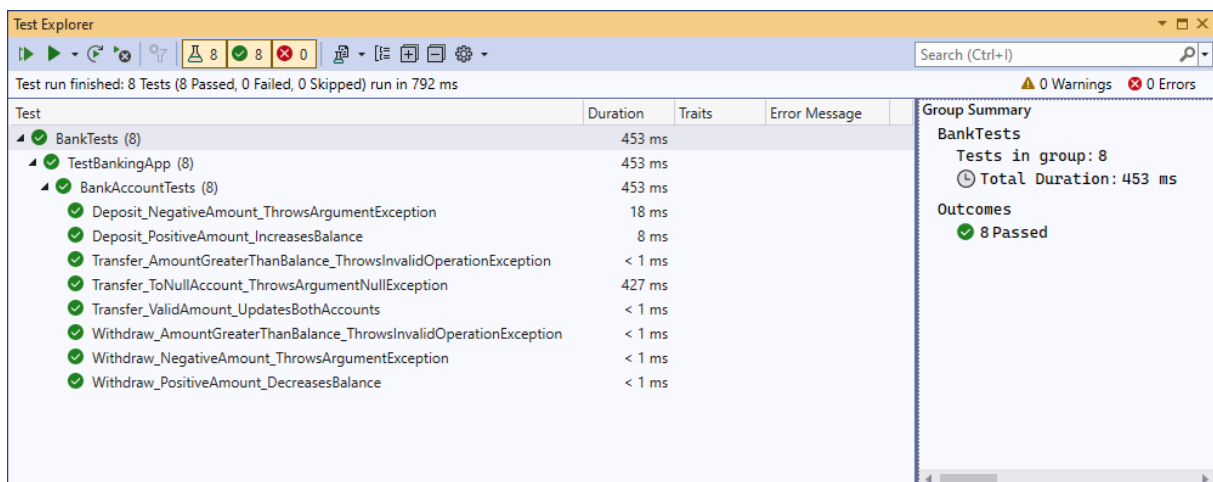 Test Explorer
8 8 0
Search (Ctrl+I)
Test run finished: 8 Tests (8 Passed, 0 Failed, 0 Skipped) run in 792 ms
0 Warnings 0 Errors
Test Duration Traits Error Message
BankTests (8) 453 ms
TestBankingApp (8) 453 ms
BankAccountTests (8) 453 ms
Deposit_NegativeAmount_ThrowsArgumentException 18 ms
Deposit_PositiveAmount_IncreasesBalance 8 ms
Transfer_AmountGreaterThanBalance_ThrowsInvalidOperationException < 1 ms
Transfer_ToNullAccount_ThrowsArgumentNullException 427 ms
Transfer_ValidAmount_UpdatesBothAccounts < 1 ms
Withdraw_AmountGreaterThanBalance_ThrowsInvalidOperationException < 1 ms
Withdraw_NegativeAmount_ThrowsArgumentException < 1 ms
Withdraw_PositiveAmount_DecreasesBalance < 1 ms
Group Summary
BankTests
Tests in group: 8
Total Duration: 453 ms
Outcomes
8 Passed